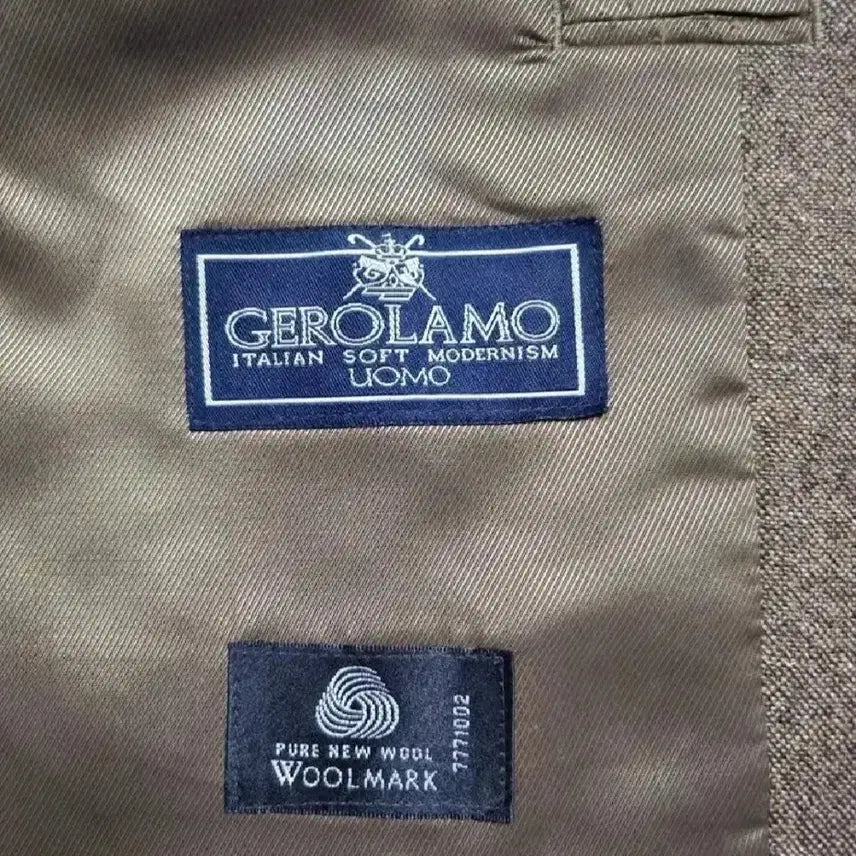 GEROLAMO
ITALIAN SOFT MODERNISM
UOMO
PURE NEW WOOL
WOOLMARK
7771002